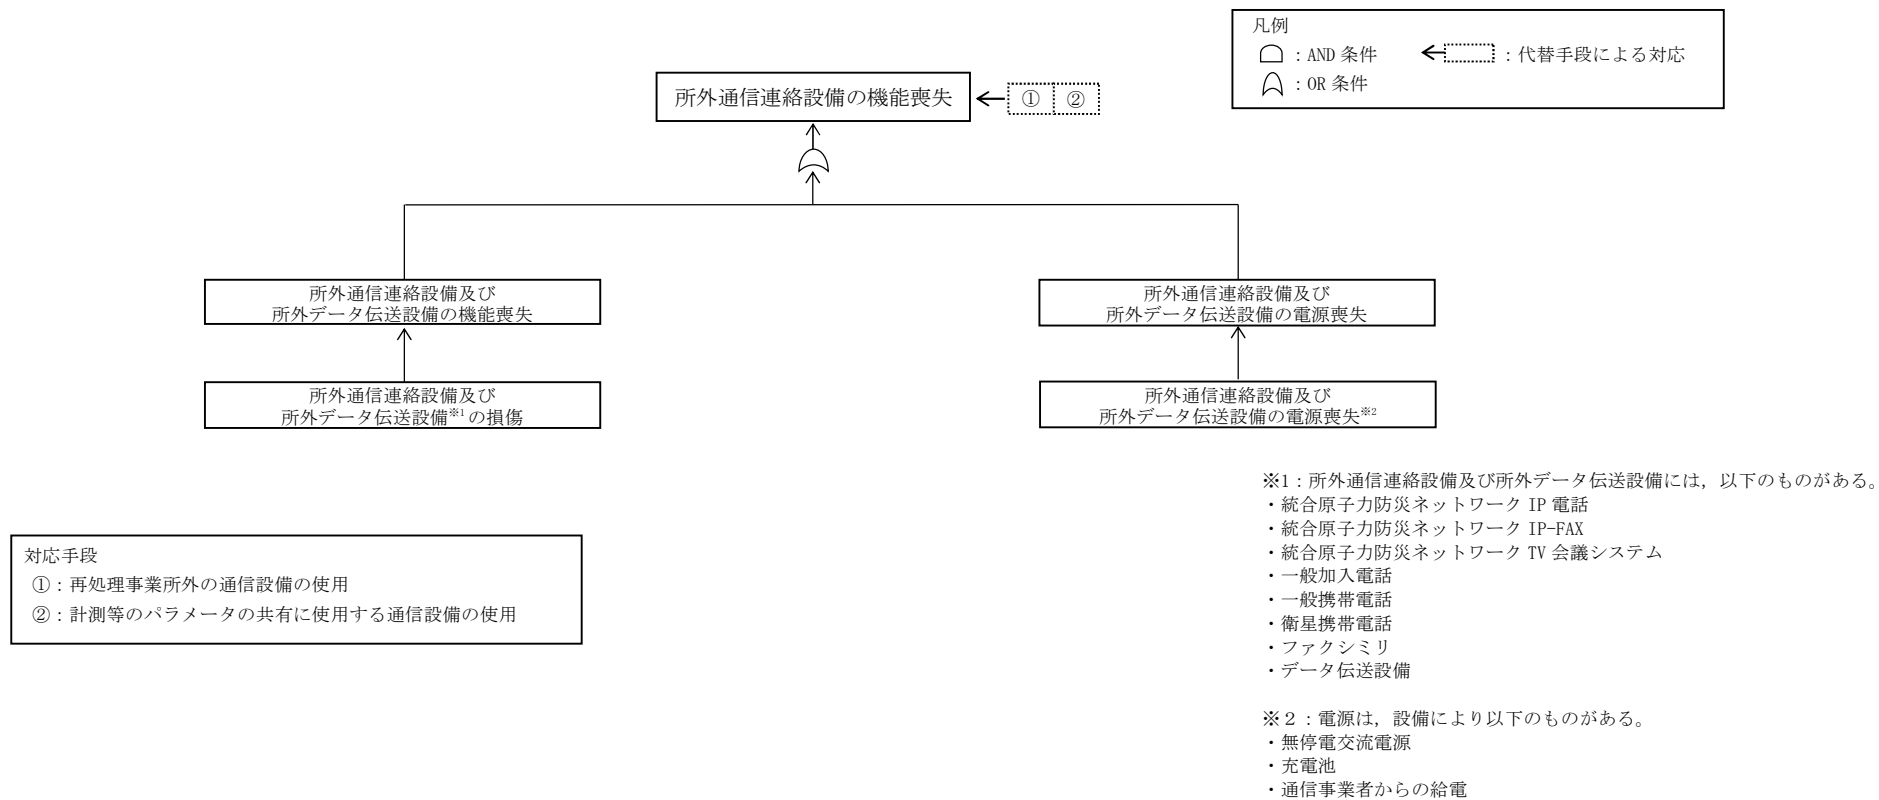 凡例
：AND 条件
：代替手段による対応
：OR 条件
所外通信連絡設備の機能喪失
① ②
所外通信連絡設備及び
所外データ伝送設備の機能喪失
所外通信連絡設備及び
所外データ伝送設備の電源喪失
所外通信連絡設備及び
所外データ伝送設備※1の損傷
所外通信連絡設備及び
所外データ伝送設備の電源喪失※2
※1：所外通信連絡設備及び所外データ伝送設備には，以下のものがある。
・統合原子力防災ネットワーク IP 電話
・統合原子力防災ネットワーク IP-FAX
・統合原子力防災ネットワーク TV 会議システム
・一般加入電話
・一般携帯電話
・衛星携帯電話
・ファクシミリ
・データ伝送設備
※２：電源は，設備により以下のものがある。
・無停電交流電源
・充電池
・通信事業者からの給電
対応手段
①：再処理事業所外の通信設備の使用
②：計測等のパラメータの共有に使用する通信設備の使用